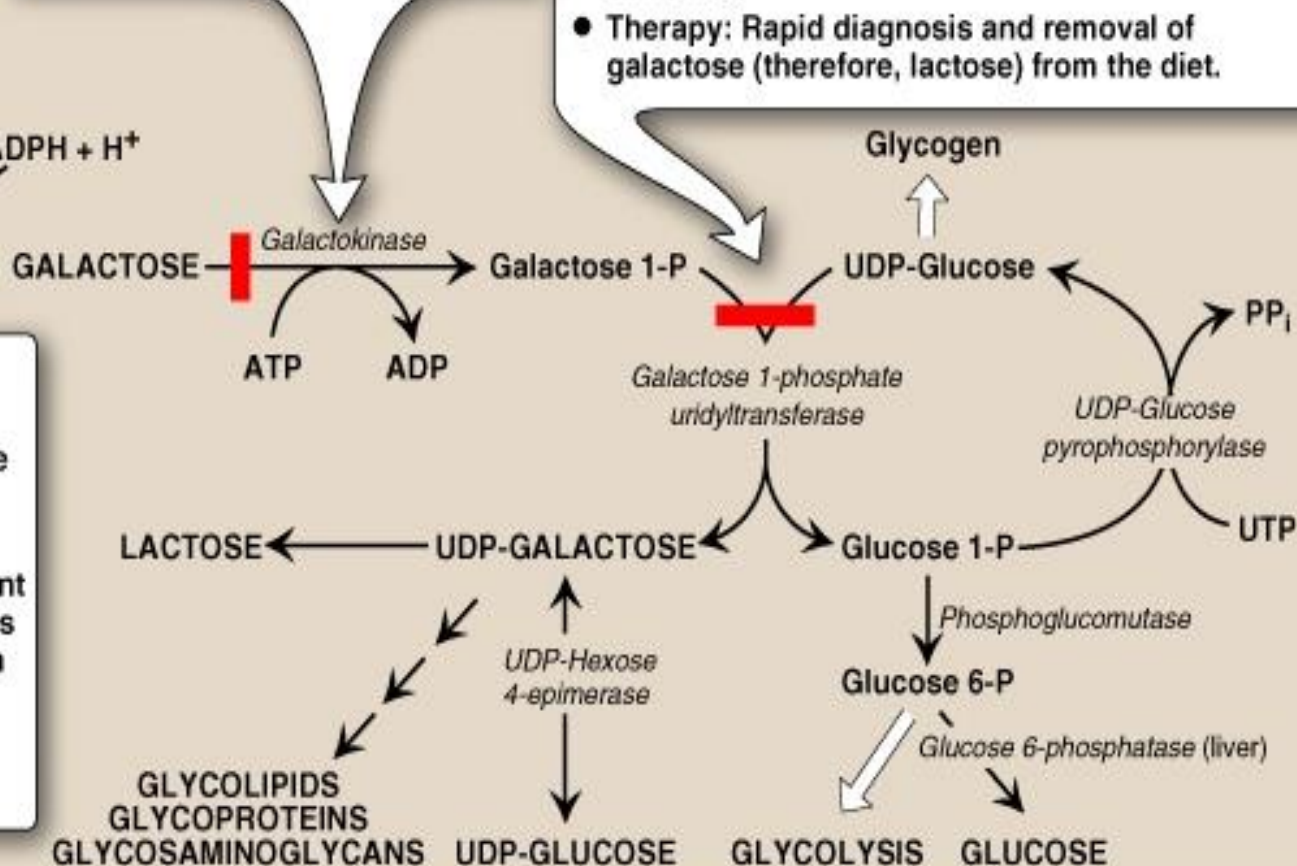 ● Therapy: Rapid diagnosis and removal of
galactose (therefore, lactose) from the diet.
ADPH + H⁺
Glycogen
Galactokinase
GALACTOSE
Galactose 1-P
UDP-Glucose
PPᵢ
ATP
ADP
Galactose 1-phosphate
uridyltransferase
UDP-Glucose
pyrophosphorylase
e
UTP
LACTOSE
UDP-GALACTOSE
Glucose 1-P
nt
s
Phosphoglucomutase
UDP-Hexose
4-epimerase
Glucose 6-P
Glucose 6-phosphatase (liver)
GLYCOLIPIDS
GLYCOPROTEINS
GLYCOSAMINOGLYCANS
UDP-GLUCOSE
GLYCOLYSIS
GLUCOSE